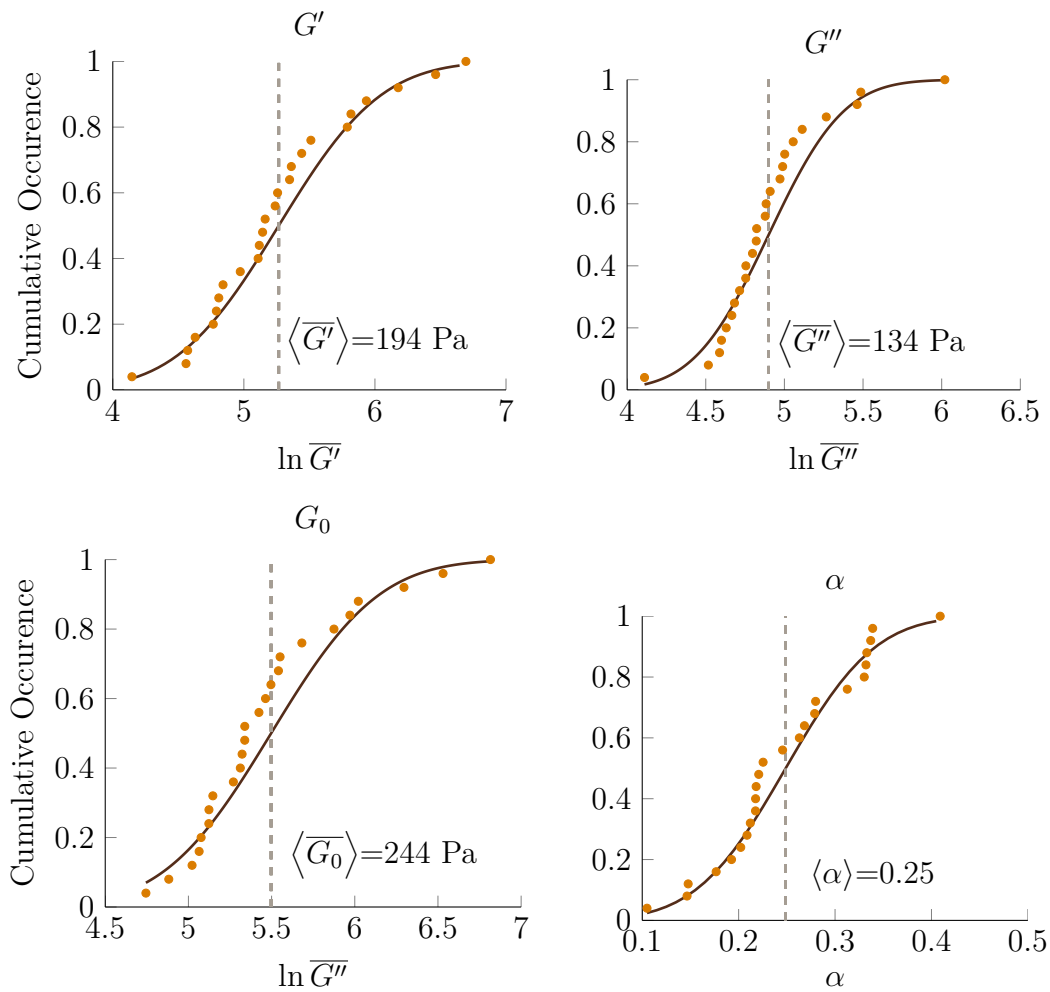 G′
Cumulative Occurence
1
0.8
0.6
0.4
0.2
0
⟨G̅′̅⟩=194 Pa
4 5 6 7
ln G̅′̅
G″
1
0.8
0.6
0.4
0.2
0
⟨G̅″̅⟩=134 Pa
4 4.5 5 5.5 6 6.5
ln G̅″̅
G₀
Cumulative Occurence
1
0.8
0.6
0.4
0.2
0
⟨G̅₀̅⟩=244 Pa
4.5 5 5.5 6 6.5 7
ln G̅″̅
α
1
0.8
0.6
0.4
0.2
0
⟨α⟩=0.25
0.1 0.2 0.3 0.4 0.5
α